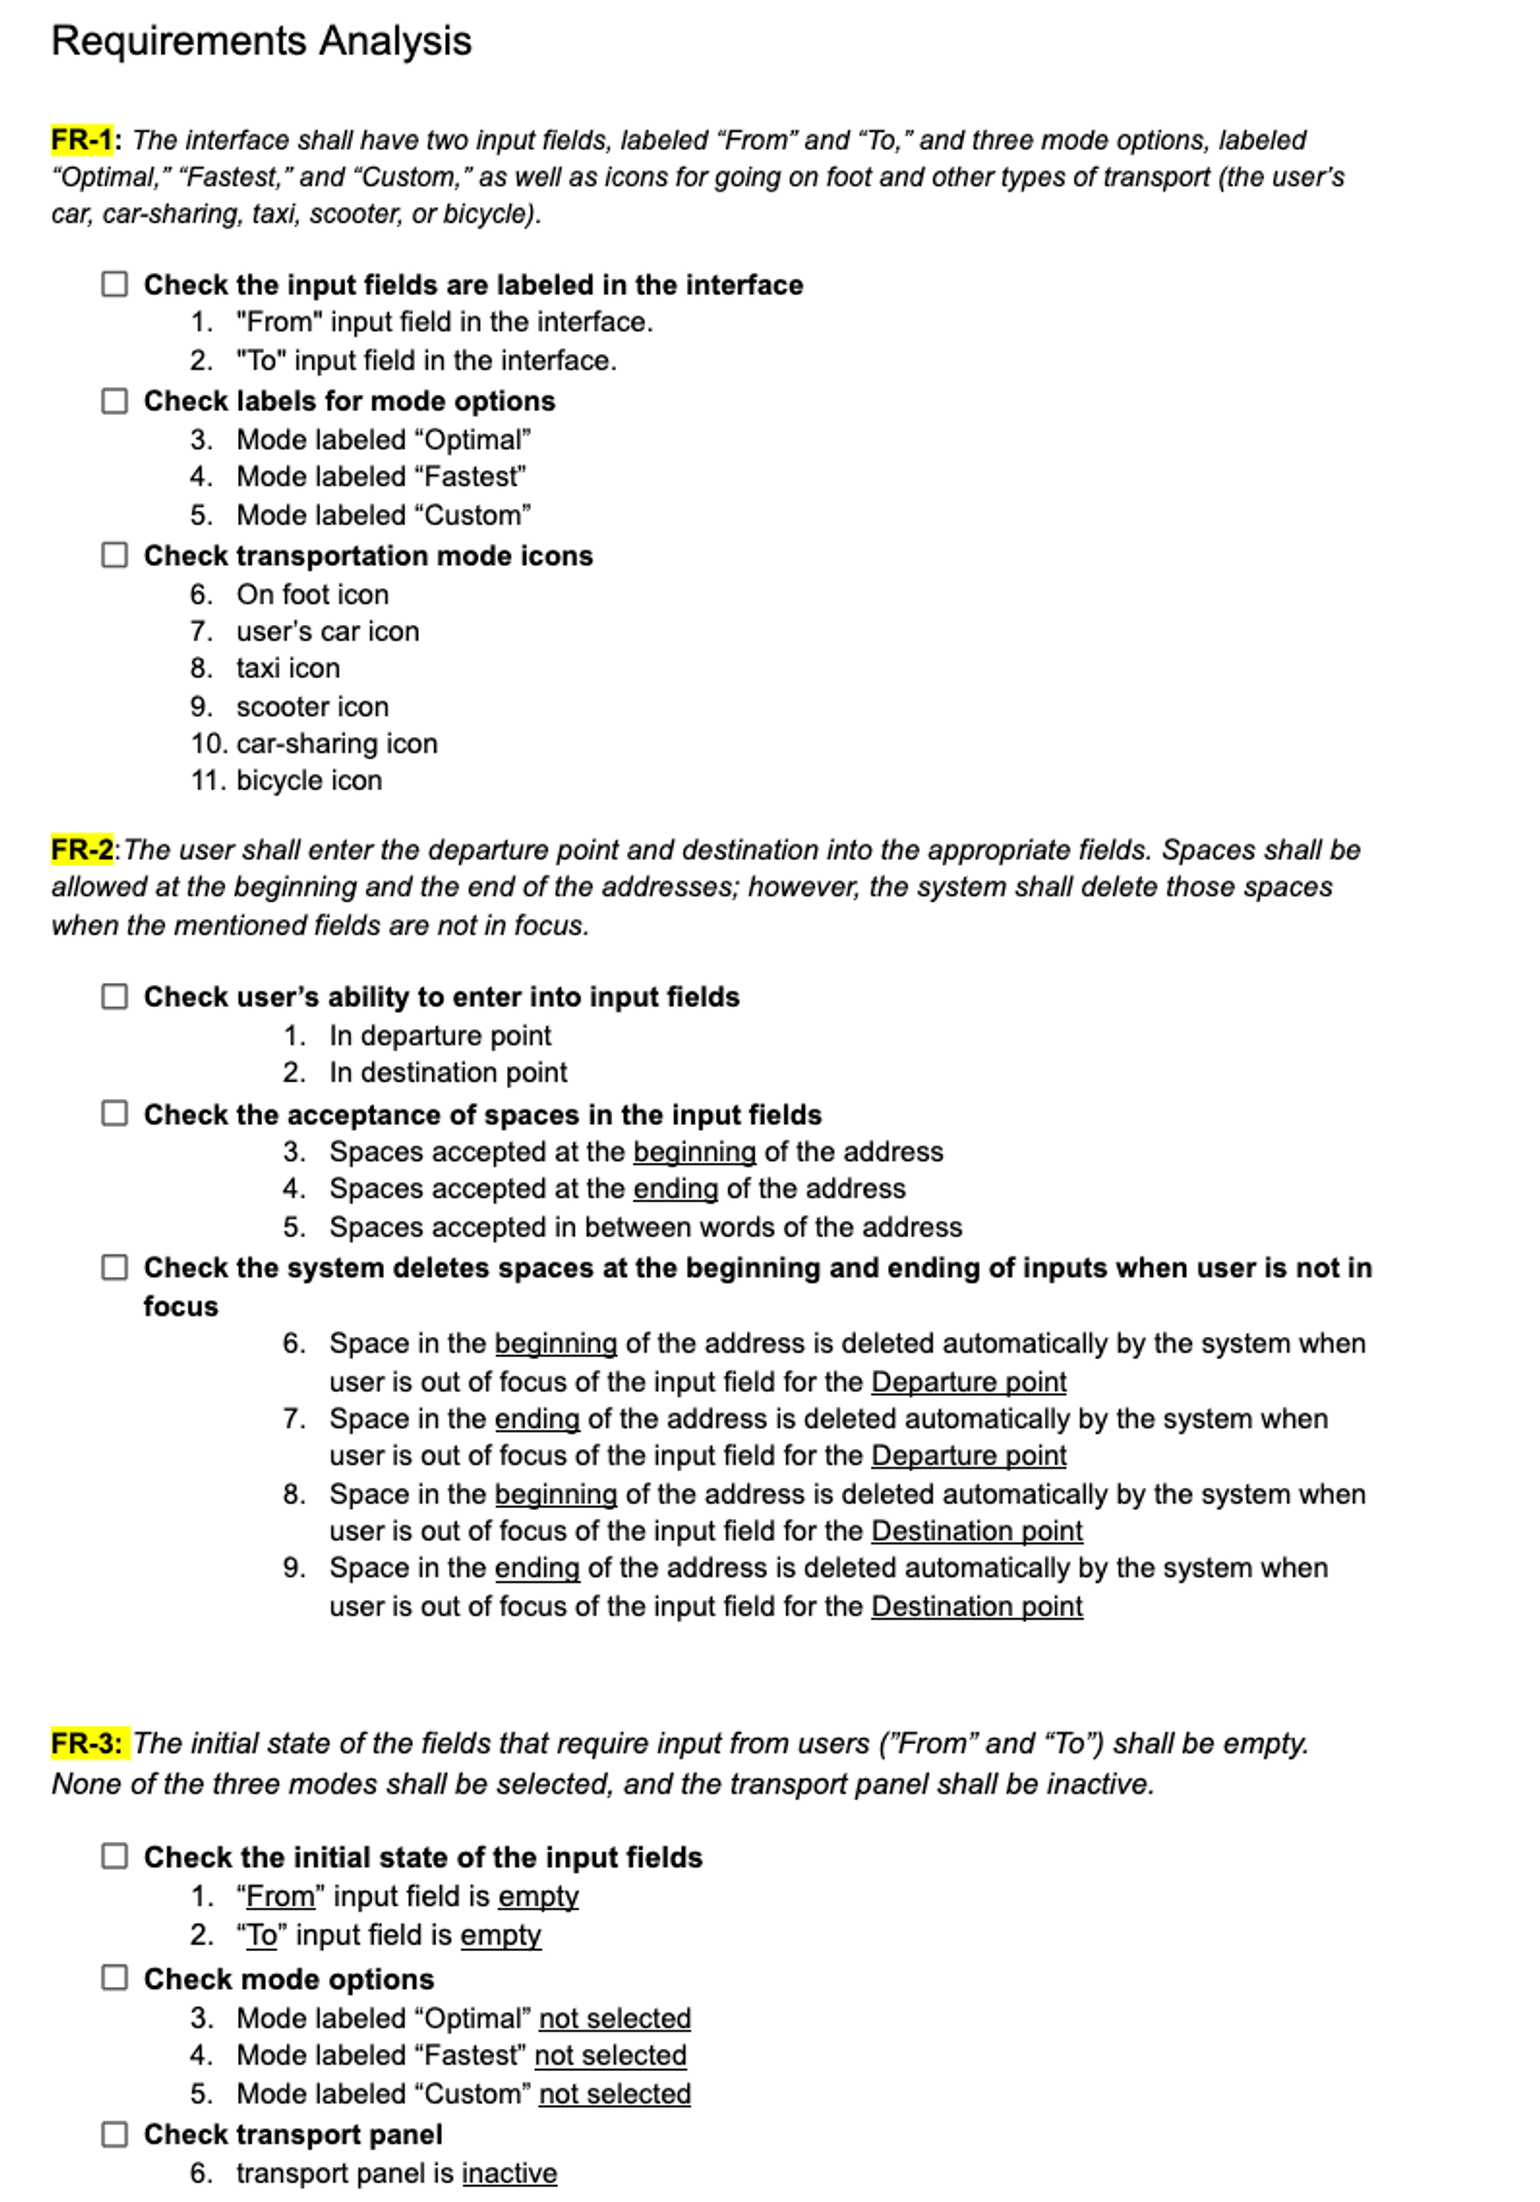 Requirements Analysis
FR-1: The interface shall have two input fields, labeled “From” and “To,” and three mode options, labeled
“Optimal,” “Fastest,” and “Custom,” as well as icons for going on foot and other types of transport (the user’s
car, car-sharing, taxi, scooter, or bicycle).
Check the input fields are labeled in the interface
1. "From" input field in the interface.
2. "To" input field in the interface.
Check labels for mode options
3. Mode labeled “Optimal”
4. Mode labeled “Fastest”
5. Mode labeled “Custom”
Check transportation mode icons
6. On foot icon
7. user’s car icon
8. taxi icon
9. scooter icon
10. car-sharing icon
11. bicycle icon
FR-2:The user shall enter the departure point and destination into the appropriate fields. Spaces shall be
allowed at the beginning and the end of the addresses; however, the system shall delete those spaces
when the mentioned fields are not in focus.
Check user’s ability to enter into input fields
1. In departure point
2. In destination point
Check the acceptance of spaces in the input fields
3. Spaces accepted at the beginning of the address
4. Spaces accepted at the ending of the address
5. Spaces accepted in between words of the address
Check the system deletes spaces at the beginning and ending of inputs when user is not in
focus
6. Space in the beginning of the address is deleted automatically by the system when
user is out of focus of the input field for the Departure point
7. Space in the ending of the address is deleted automatically by the system when
user is out of focus of the input field for the Departure point
8. Space in the beginning of the address is deleted automatically by the system when
user is out of focus of the input field for the Destination point
9. Space in the ending of the address is deleted automatically by the system when
user is out of focus of the input field for the Destination point
FR-3: The initial state of the fields that require input from users (”From” and “To”) shall be empty.
None of the three modes shall be selected, and the transport panel shall be inactive.
Check the initial state of the input fields
1. “From” input field is empty
2. “To” input field is empty
Check mode options
3. Mode labeled “Optimal” not selected
4. Mode labeled “Fastest” not selected
5. Mode labeled “Custom” not selected
Check transport panel
6. transport panel is inactive